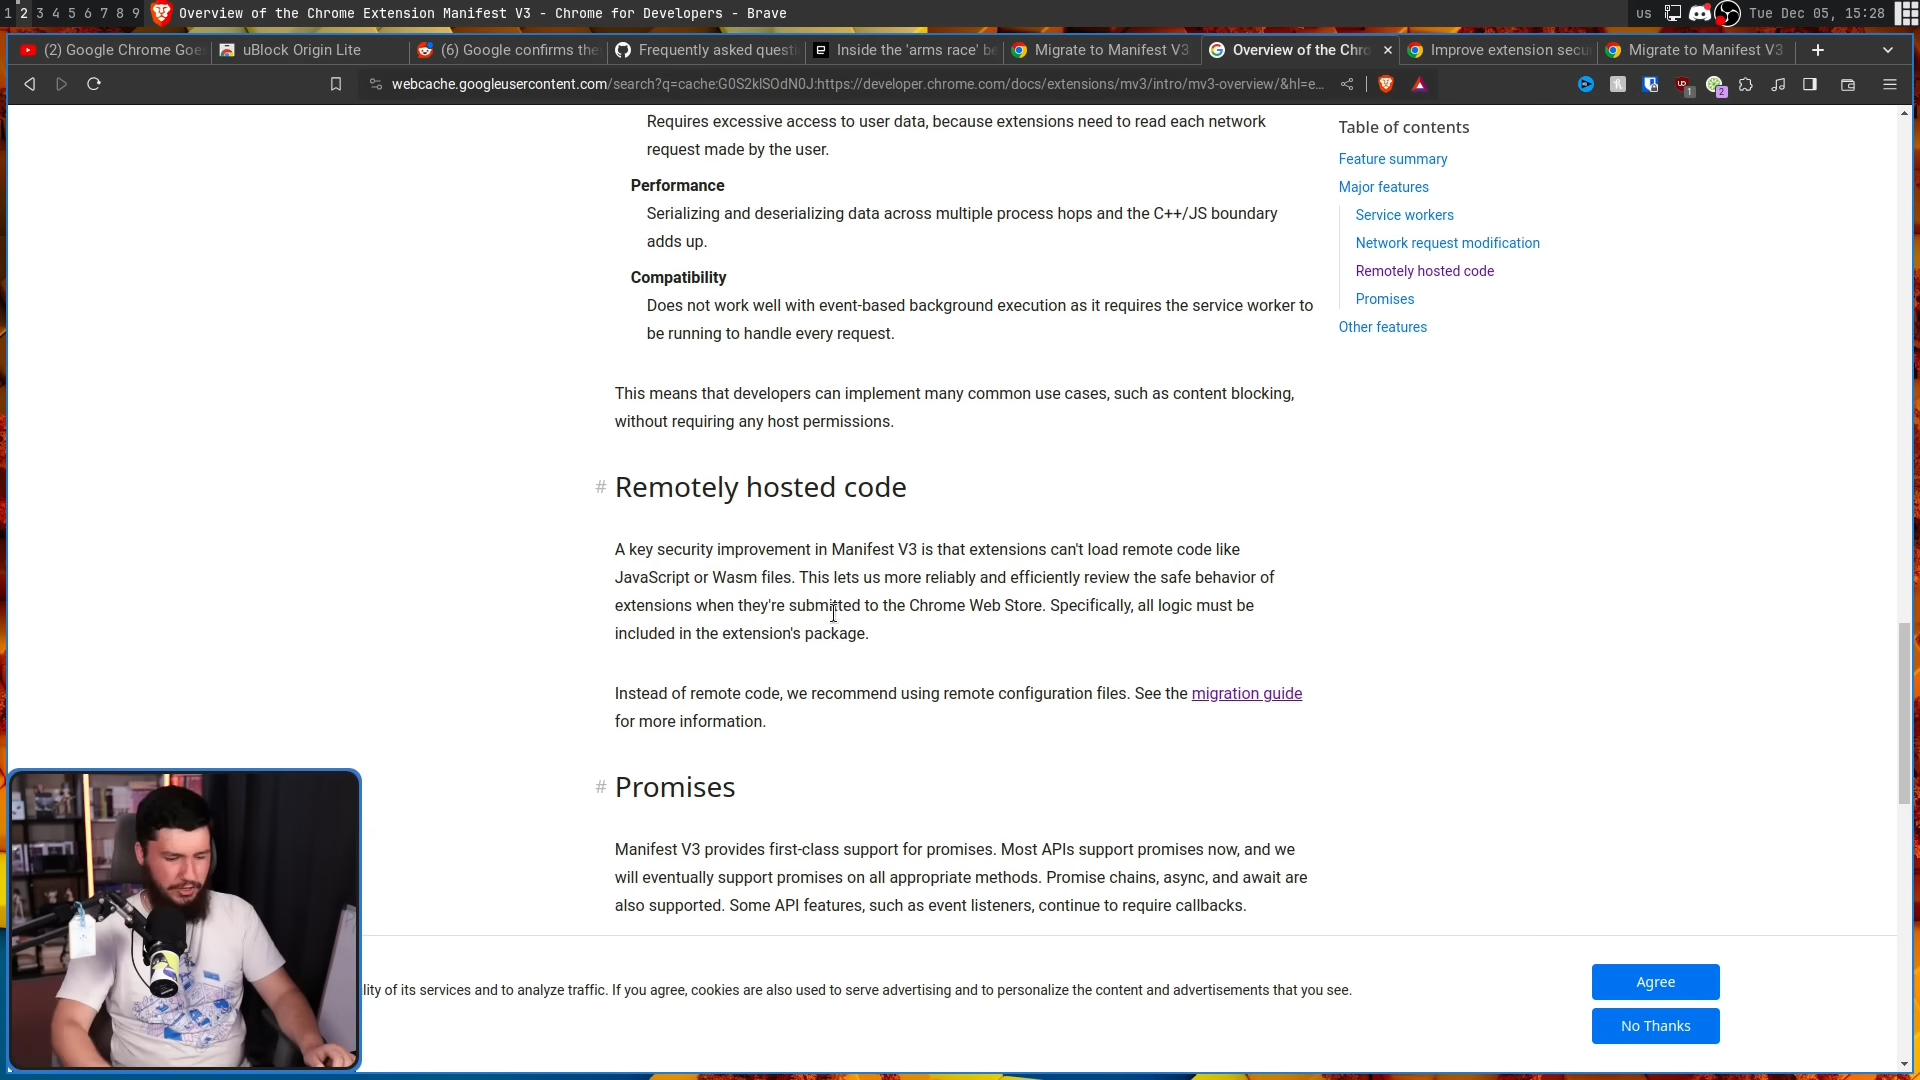 1 2 3 4 5 6 7 8 9 Overview of the Chrome Extension Manifest V3 - Chrome for Developers - Brave us Tue Dec 05, 15:28
(2) Google Chrome Goe uBlock Origin Lite (6) Google confirms the Frequently asked questi Inside the 'arms race' be Migrate to Manifest V3 Overview of the Chro Improve extension secu Migrate to Manifest V3
webcache.googleusercontent.com/search?q=cache:G0S2klSOdN0J:https://developer.chrome.com/docs/extensions/mv3/intro/mv3-overview/&hl=e... 1 2
Requires excessive access to user data, because extensions need to read each network
request made by the user.
Performance
Serializing and deserializing data across multiple process hops and the C++/JS boundary
adds up.
Compatibility
Does not work well with event-based background execution as it requires the service worker to
be running to handle every request.
This means that developers can implement many common use cases, such as content blocking,
without requiring any host permissions.
# Remotely hosted code
A key security improvement in Manifest V3 is that extensions can't load remote code like
JavaScript or Wasm files. This lets us more reliably and efficiently review the safe behavior of
extensions when they're submitted to the Chrome Web Store. Specifically, all logic must be
included in the extension's package.
Instead of remote code, we recommend using remote configuration files. See the migration guide
for more information.
# Promises
Manifest V3 provides first-class support for promises. Most APIs support promises now, and we
will eventually support promises on all appropriate methods. Promise chains, async, and await are
also supported. Some API features, such as event listeners, continue to require callbacks.
Table of contents
Feature summary
Major features
Service workers
Network request modification
Remotely hosted code
Promises
Other features
lity of its services and to analyze traffic. If you agree, cookies are also used to serve advertising and to personalize the content and advertisements that you see.
Agree
No Thanks